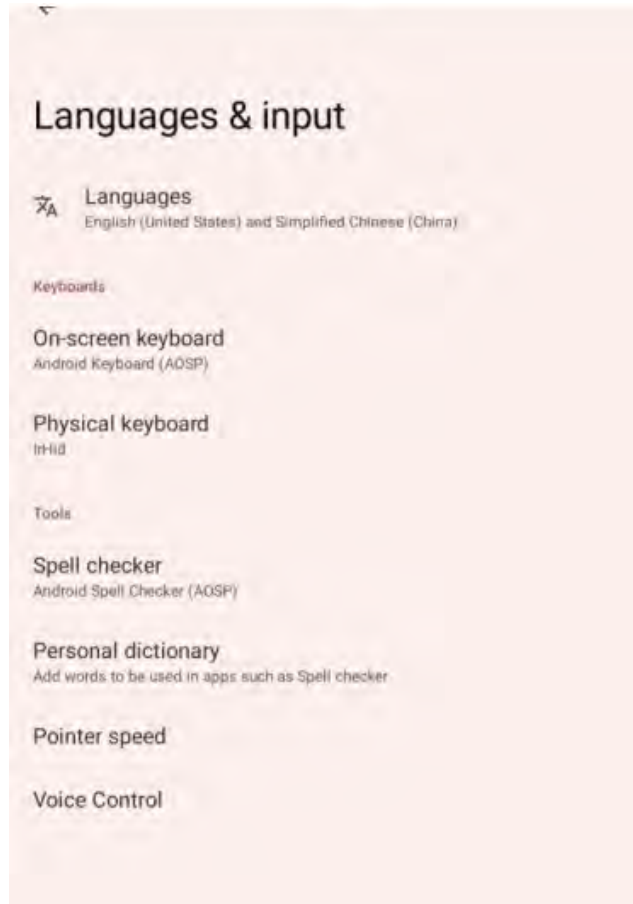 Languages & input
Languages
English (United States) and Simplified Chinese (China)
Keyboards
On-screen keyboard
Android Keyboard (AOSP)
Physical keyboard
Tools
Spell checker
Android Spell Checker (AOSP)
Personal dictionary
Add words to be used in apps such as Spell checker
Pointer speed
Voice Control